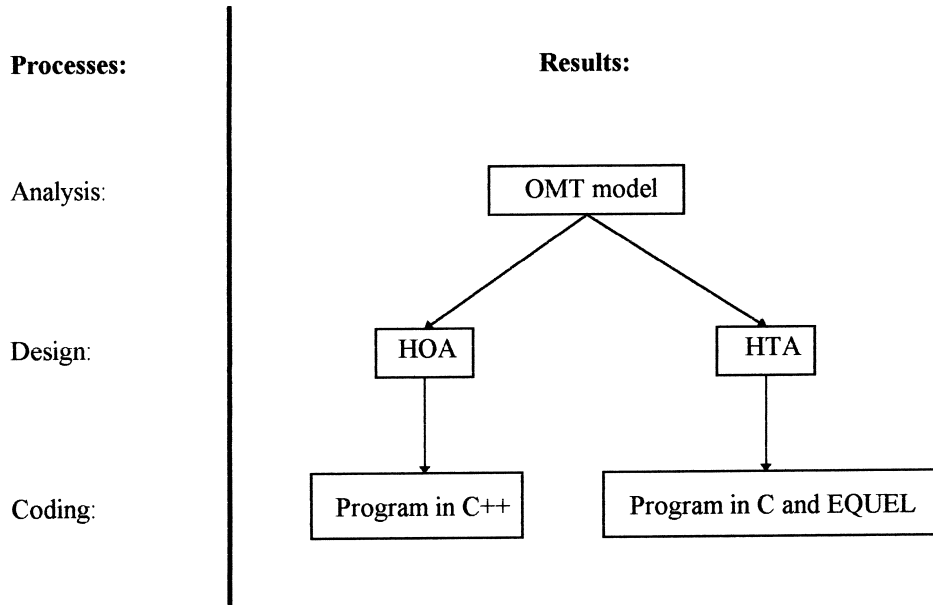 Processes:
Results:
Analysis:
OMT model
Design:
HOA
HTA
Coding:
Program in C++
Program in C and EQUEL